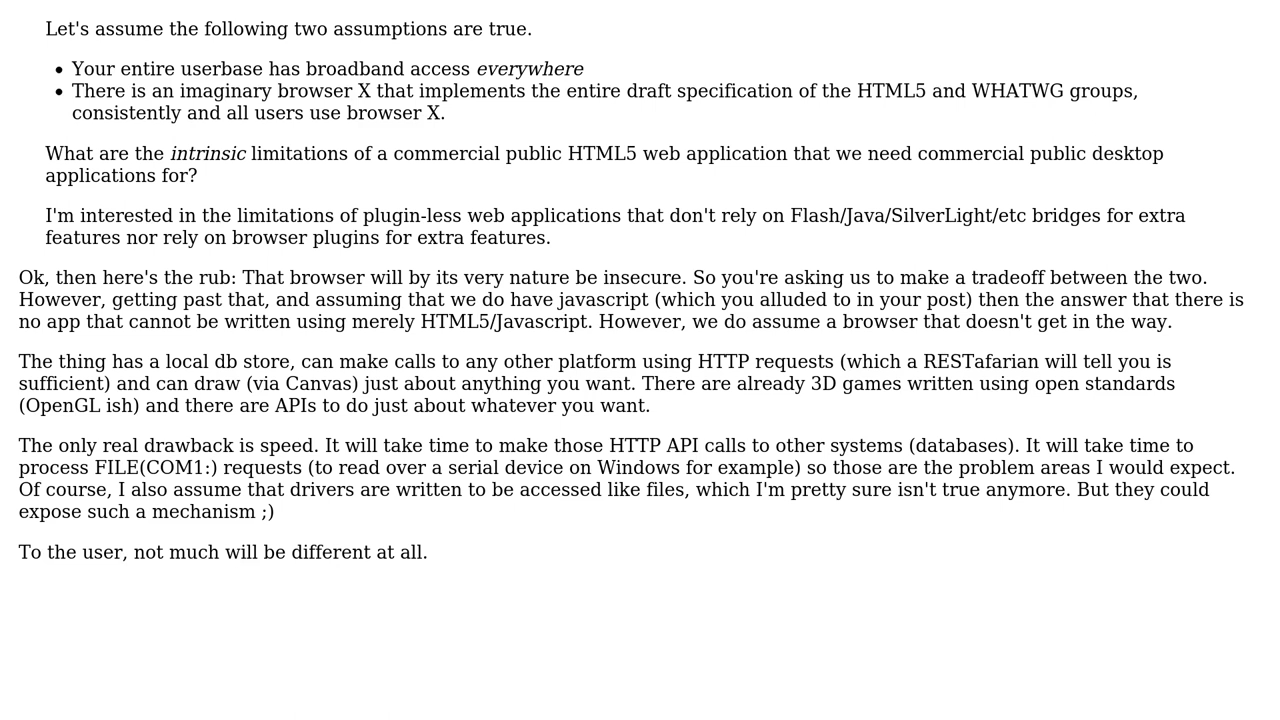 Let's assume the following two assumptions are true.
• Your entire userbase has broadband access everywhere
• There is an imaginary browser X that implements the entire draft specification of the HTML5 and WHATWG groups,
consistently and all users use browser X.
What are the intrinsic limitations of a commercial public HTML5 web application that we need commercial public desktop
applications for?
I'm interested in the limitations of plugin-less web applications that don't rely on Flash/Java/SilverLight/etc bridges for extra
features nor rely on browser plugins for extra features.
Ok, then here's the rub: That browser will by its very nature be insecure. So you're asking us to make a tradeoff between the two.
However, getting past that, and assuming that we do have javascript (which you alluded to in your post) then the answer that there is
no app that cannot be written using merely HTML5/Javascript. However, we do assume a browser that doesn't get in the way.
The thing has a local db store, can make calls to any other platform using HTTP requests (which a RESTafarian will tell you is
sufficient) and can draw (via Canvas) just about anything you want. There are already 3D games written using open standards
(OpenGL ish) and there are APIs to do just about whatever you want.
The only real drawback is speed. It will take time to make those HTTP API calls to other systems (databases). It will take time to
process FILE(COM1:) requests (to read over a serial device on Windows for example) so those are the problem areas I would expect.
Of course, I also assume that drivers are written to be accessed like files, which I'm pretty sure isn't true anymore. But they could
expose such a mechanism ;)
To the user, not much will be different at all.